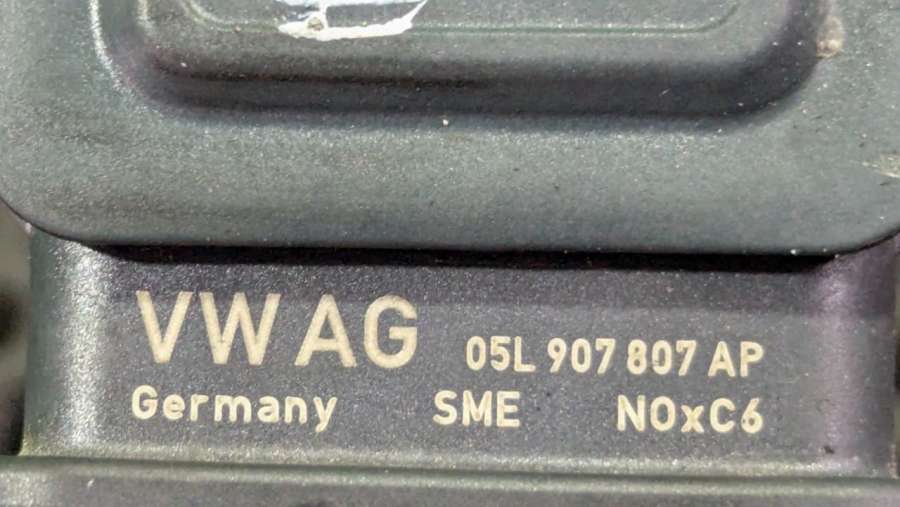 VW AG 05L 907 807 AP
Germany SME NOxC6